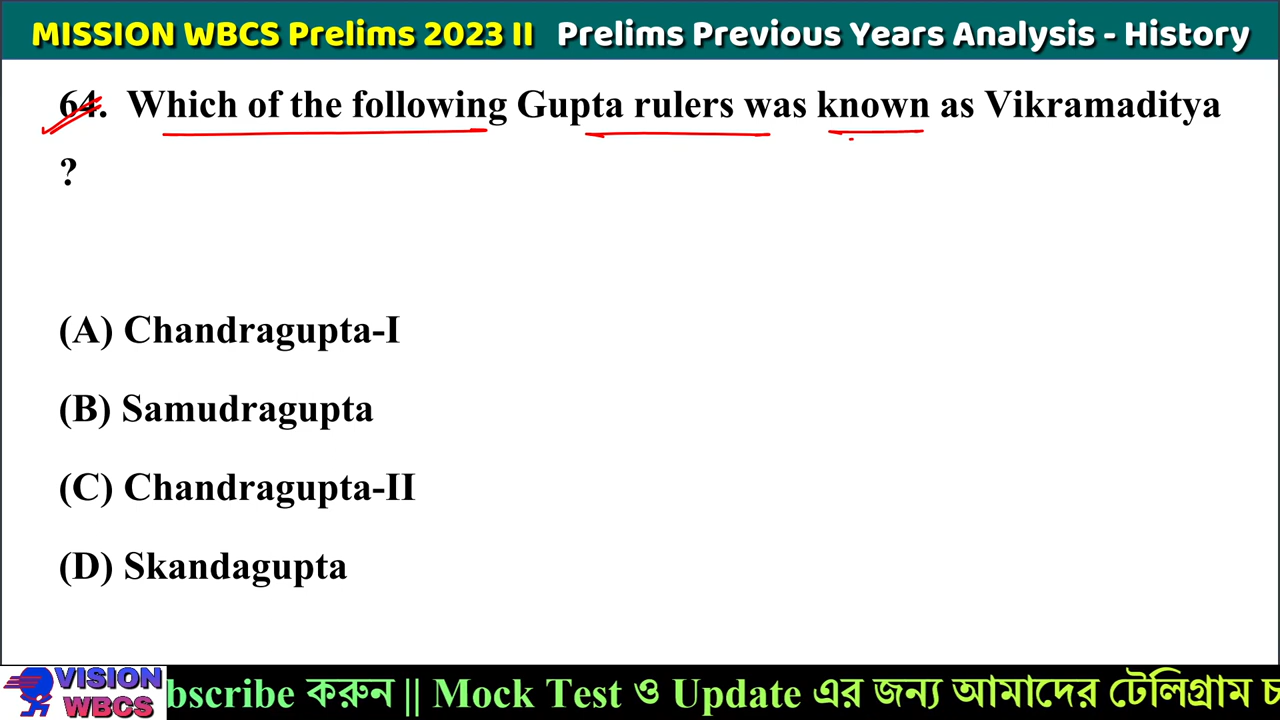 MISSION WBCS Prelims 2023 II Prelims Previous Years Analysis - History
64. Which of the following Gupta rulers was known as Vikramaditya
?
(A) Chandragupta-I
(B) Samudragupta
(C) Chandragupta-II
(D) Skandagupta
VISION
WBCS
bscribe করুন || Mock Test ও Update এর জন্য আমাদের টেলিগ্রাম চ